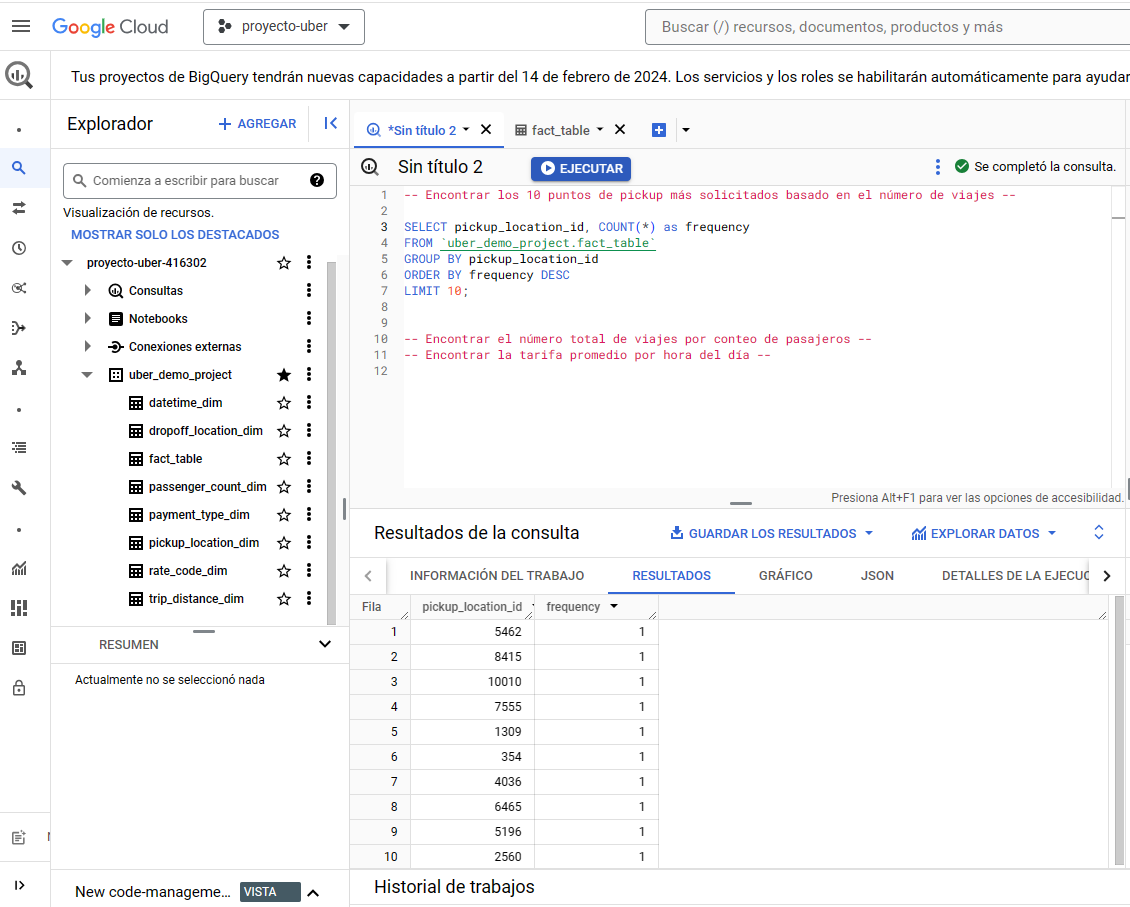 Google Cloud
proyecto-uber
Buscar (/) recursos, documentos, productos y más
Tus proyectos de BigQuery tendrán nuevas capacidades a partir del 14 de febrero de 2024. Los servicios y los roles se habilitarán automáticamente para ayudar
Explorador
AGREGAR
Comienza a escribir para buscar
Visualización de recursos.
MOSTRAR SOLO LOS DESTACADOS
proyecto-uber-416302
Consultas
Notebooks
Conexiones externas
uber_demo_project
datetime_dim
dropoff_location_dim
fact_table
passenger_count_dim
payment_type_dim
pickup_location_dim
rate_code_dim
trip_distance_dim
RESUMEN
Actualmente no se seleccionó nada
New code-manageme... VISTA
*Sin título 2
fact_table
Sin título 2
EJECUTAR
Se completó la consulta.
1 -- Encontrar los 10 puntos de pickup más solicitados basado en el número de viajes --
2
3 SELECT pickup_location_id, COUNT(*) as frequency
4 FROM `uber_demo_project.fact_table`
5 GROUP BY pickup_location_id
6 ORDER BY frequency DESC
7 LIMIT 10;
8
9
10 -- Encontrar el número total de viajes por conteo de pasajeros --
11 -- Encontrar la tarifa promedio por hora del día --
12
Presiona Alt+F1 para ver las opciones de accesibilidad.
Resultados de la consulta
GUARDAR LOS RESULTADOS
EXPLORAR DATOS
INFORMACIÓN DEL TRABAJO RESULTADOS GRÁFICO JSON DETALLES DE LA EJECUC
Fila pickup_location_id frequency
1 5462 1
2 8415 1
3 10010 1
4 7555 1
5 1309 1
6 354 1
7 4036 1
8 6465 1
9 5196 1
10 2560 1
Historial de trabajos